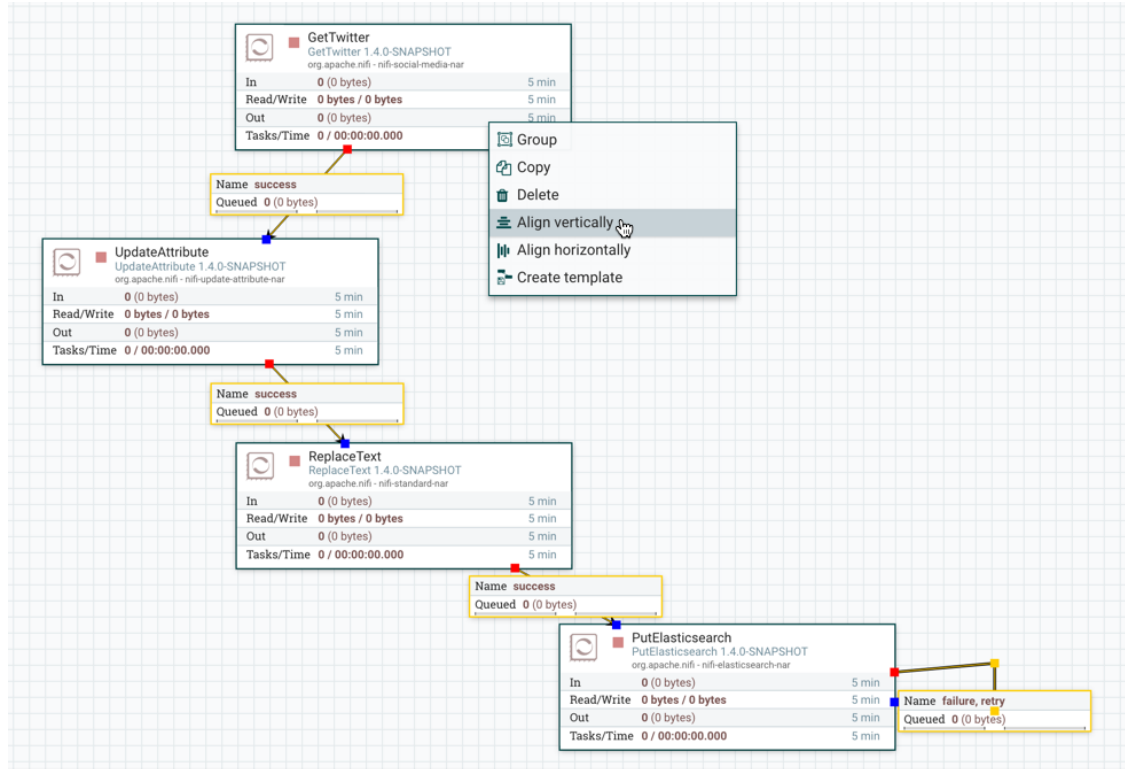 GetTwitter
GetTwitter 1.4.0-SNAPSHOT
org.apache.nifi - nifi-social-media-nar
In 0 (0 bytes) 5 min
Read/Write 0 bytes / 0 bytes 5 min
Out 0 (0 bytes) 5 min
Tasks/Time 0 / 00:00:00.000
Group
Copy
Delete
Align vertically
Align horizontally
Create template
Name success
Queued 0 (0 bytes)
UpdateAttribute
UpdateAttribute 1.4.0-SNAPSHOT
org.apache.nifi - nifi-update-attribute-nar
In 0 (0 bytes) 5 min
Read/Write 0 bytes / 0 bytes 5 min
Out 0 (0 bytes) 5 min
Tasks/Time 0 / 00:00:00.000 5 min
Name success
Queued 0 (0 bytes)
ReplaceText
ReplaceText 1.4.0-SNAPSHOT
org.apache.nifi - nifi-standard-nar
In 0 (0 bytes) 5 min
Read/Write 0 bytes / 0 bytes 5 min
Out 0 (0 bytes) 5 min
Tasks/Time 0 / 00:00:00.000 5 min
Name success
Queued 0 (0 bytes)
PutElasticsearch
PutElasticsearch 1.4.0-SNAPSHOT
org.apache.nifi - nifi-elasticsearch-nar
In 0 (0 bytes) 5 min
Read/Write 0 bytes / 0 bytes 5 min
Out 0 (0 bytes) 5 min
Tasks/Time 0 / 00:00:00.000 5 min
Name failure, retry
Queued 0 (0 bytes)